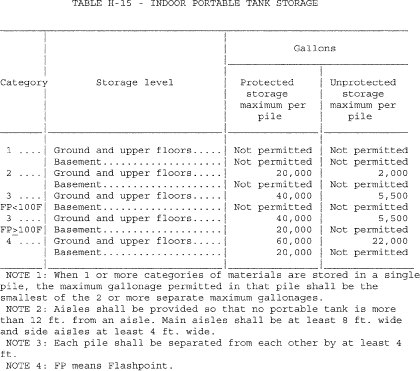 TABLE H-15 - INDOOR PORTABLE TANK STORAGE
Gallons
Category Storage level Protected Unprotected
storage storage
maximum per maximum per
pile pile
1 .... Ground and upper floors..... Not permitted Not permitted
Basement.................... Not permitted Not permitted
2 .... Ground and upper floors..... 20,000 2,000
Basement.................... Not permitted Not permitted
3 .... Ground and upper floors..... 40,000 5,500
FP<100F Basement.................... Not permitted Not permitted
3 .... Ground and upper floors..... 40,000 5,500
FP≥100F Basement.................... 20,000 Not permitted
4 .... Ground and upper floors..... 60,000 22,000
Basement.................... 20,000 Not permitted
NOTE 1: When 1 or more categories of materials are stored in a single
pile, the maximum gallonage permitted in that pile shall be the
smallest of the 2 or more separate maximum gallonages.
NOTE 2: Aisles shall be provided so that no portable tank is more
than 12 ft. from an aisle. Main aisles shall be at least 8 ft. wide
and side aisles at least 4 ft. wide.
NOTE 3: Each pile shall be separated from each other by at least 4
ft.
NOTE 4: FP means Flashpoint.